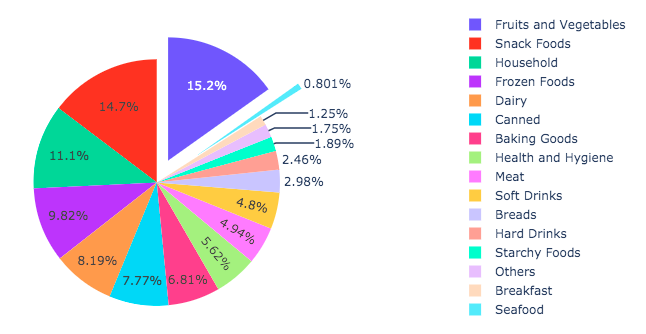 15.2%
14.7%
11.1%
9.82%
8.19%
7.77%
6.81%
5.62%
4.94%
4.8%
2.98%
2.46%
1.89%
1.75%
1.25%
0.801%
Fruits and Vegetables
Snack Foods
Household
Frozen Foods
Dairy
Canned
Baking Goods
Health and Hygiene
Meat
Soft Drinks
Breads
Hard Drinks
Starchy Foods
Others
Breakfast
Seafood